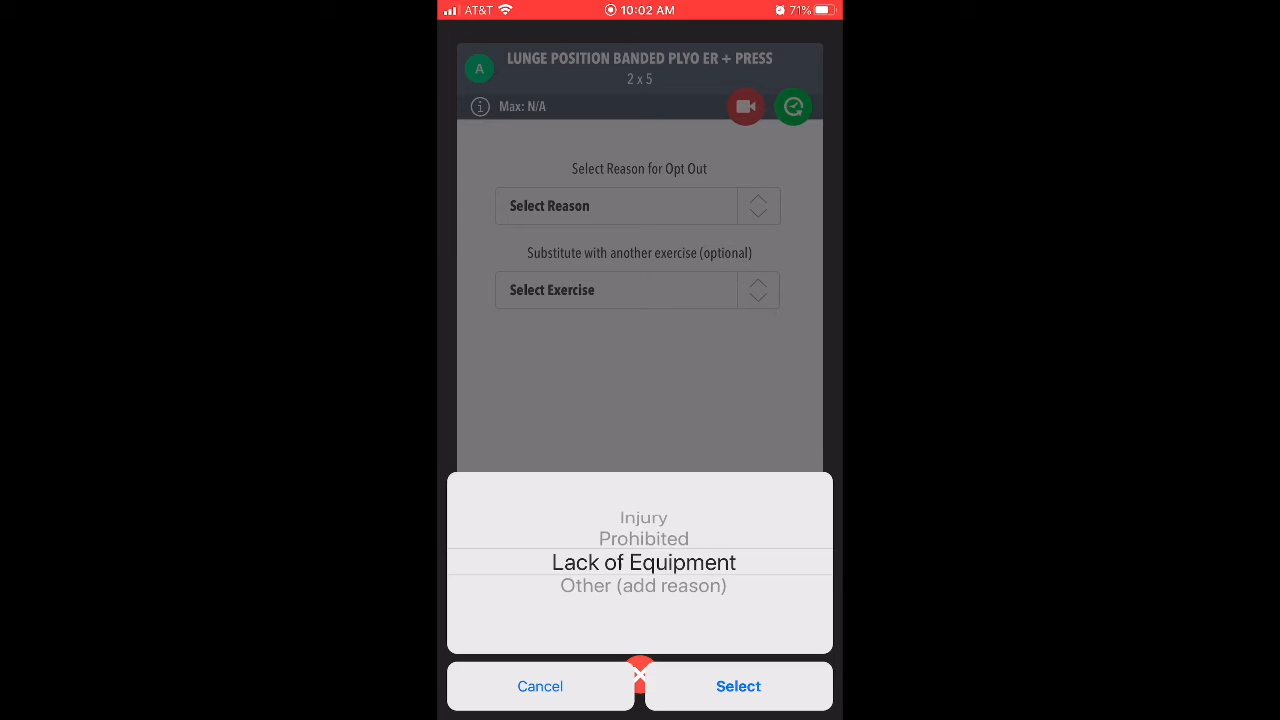 AT&T 10:02 AM 71%
A LUNGE POSITION BANDED PLYO ER + PRESS
2 x 5
i Max: N/A
Select Reason for Opt Out
Select Reason
Substitute with another exercise (optional)
Select Exercise
Injury
Prohibited
Lack of Equipment
Other (add reason)
Cancel Select